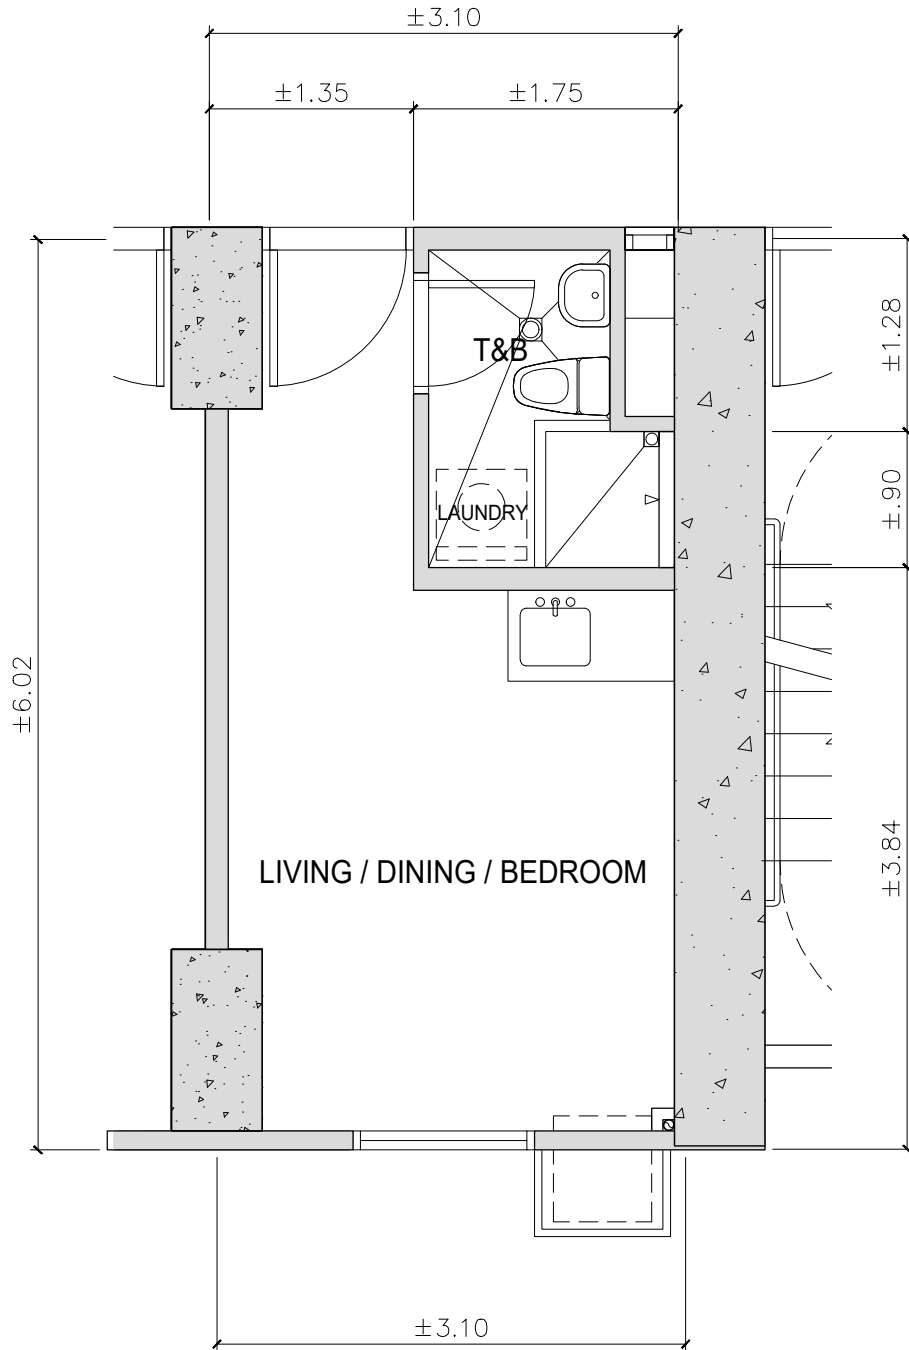 ±3.10
±1.35
±1.75
±1.28
T&B
±.90
LAUNDRY
±6.02
±3.84
LIVING / DINING / BEDROOM
±3.10